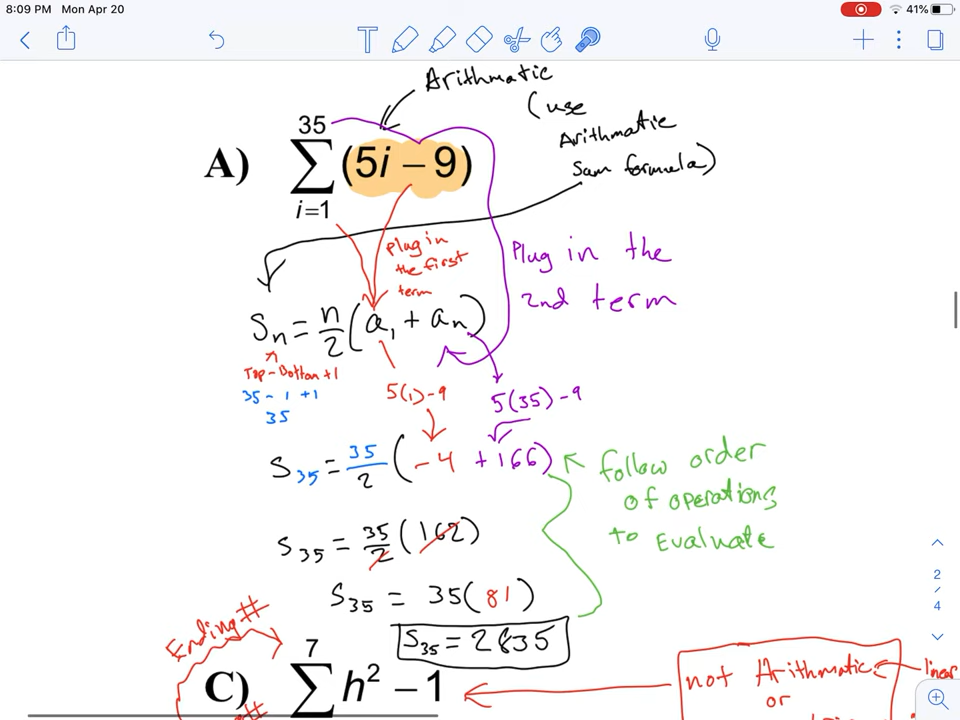 8:09 PM Mon Apr 20
41%
T
Arithmatic
(use
Arithmatic
Sum formula)
A) 35 ∑ i=1 (5i − 9)
Plug in
the first
term
Plug in the
2nd term
Sn = n/2 (a1 + an)
Top-Bottom+1
35 - 1 +1
35
5(1)-9
5(35)-9
S35 = 35/2 (-4 +166)
follow order
of operations
to Evaluate
S35 = 35/2 (162)
S35 = 35(81)
S35 = 2835
Ending #
C) 7 ∑ h² − 1
not Arithmatic
or
linear
2
4